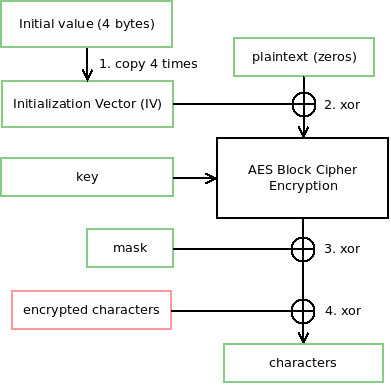 Initial value (4 bytes)
1. copy 4 times
plaintext (zeros)
Initialization Vector (IV)
2. xor
key
AES Block Cipher
Encryption
mask
3. xor
encrypted characters
4. xor
characters